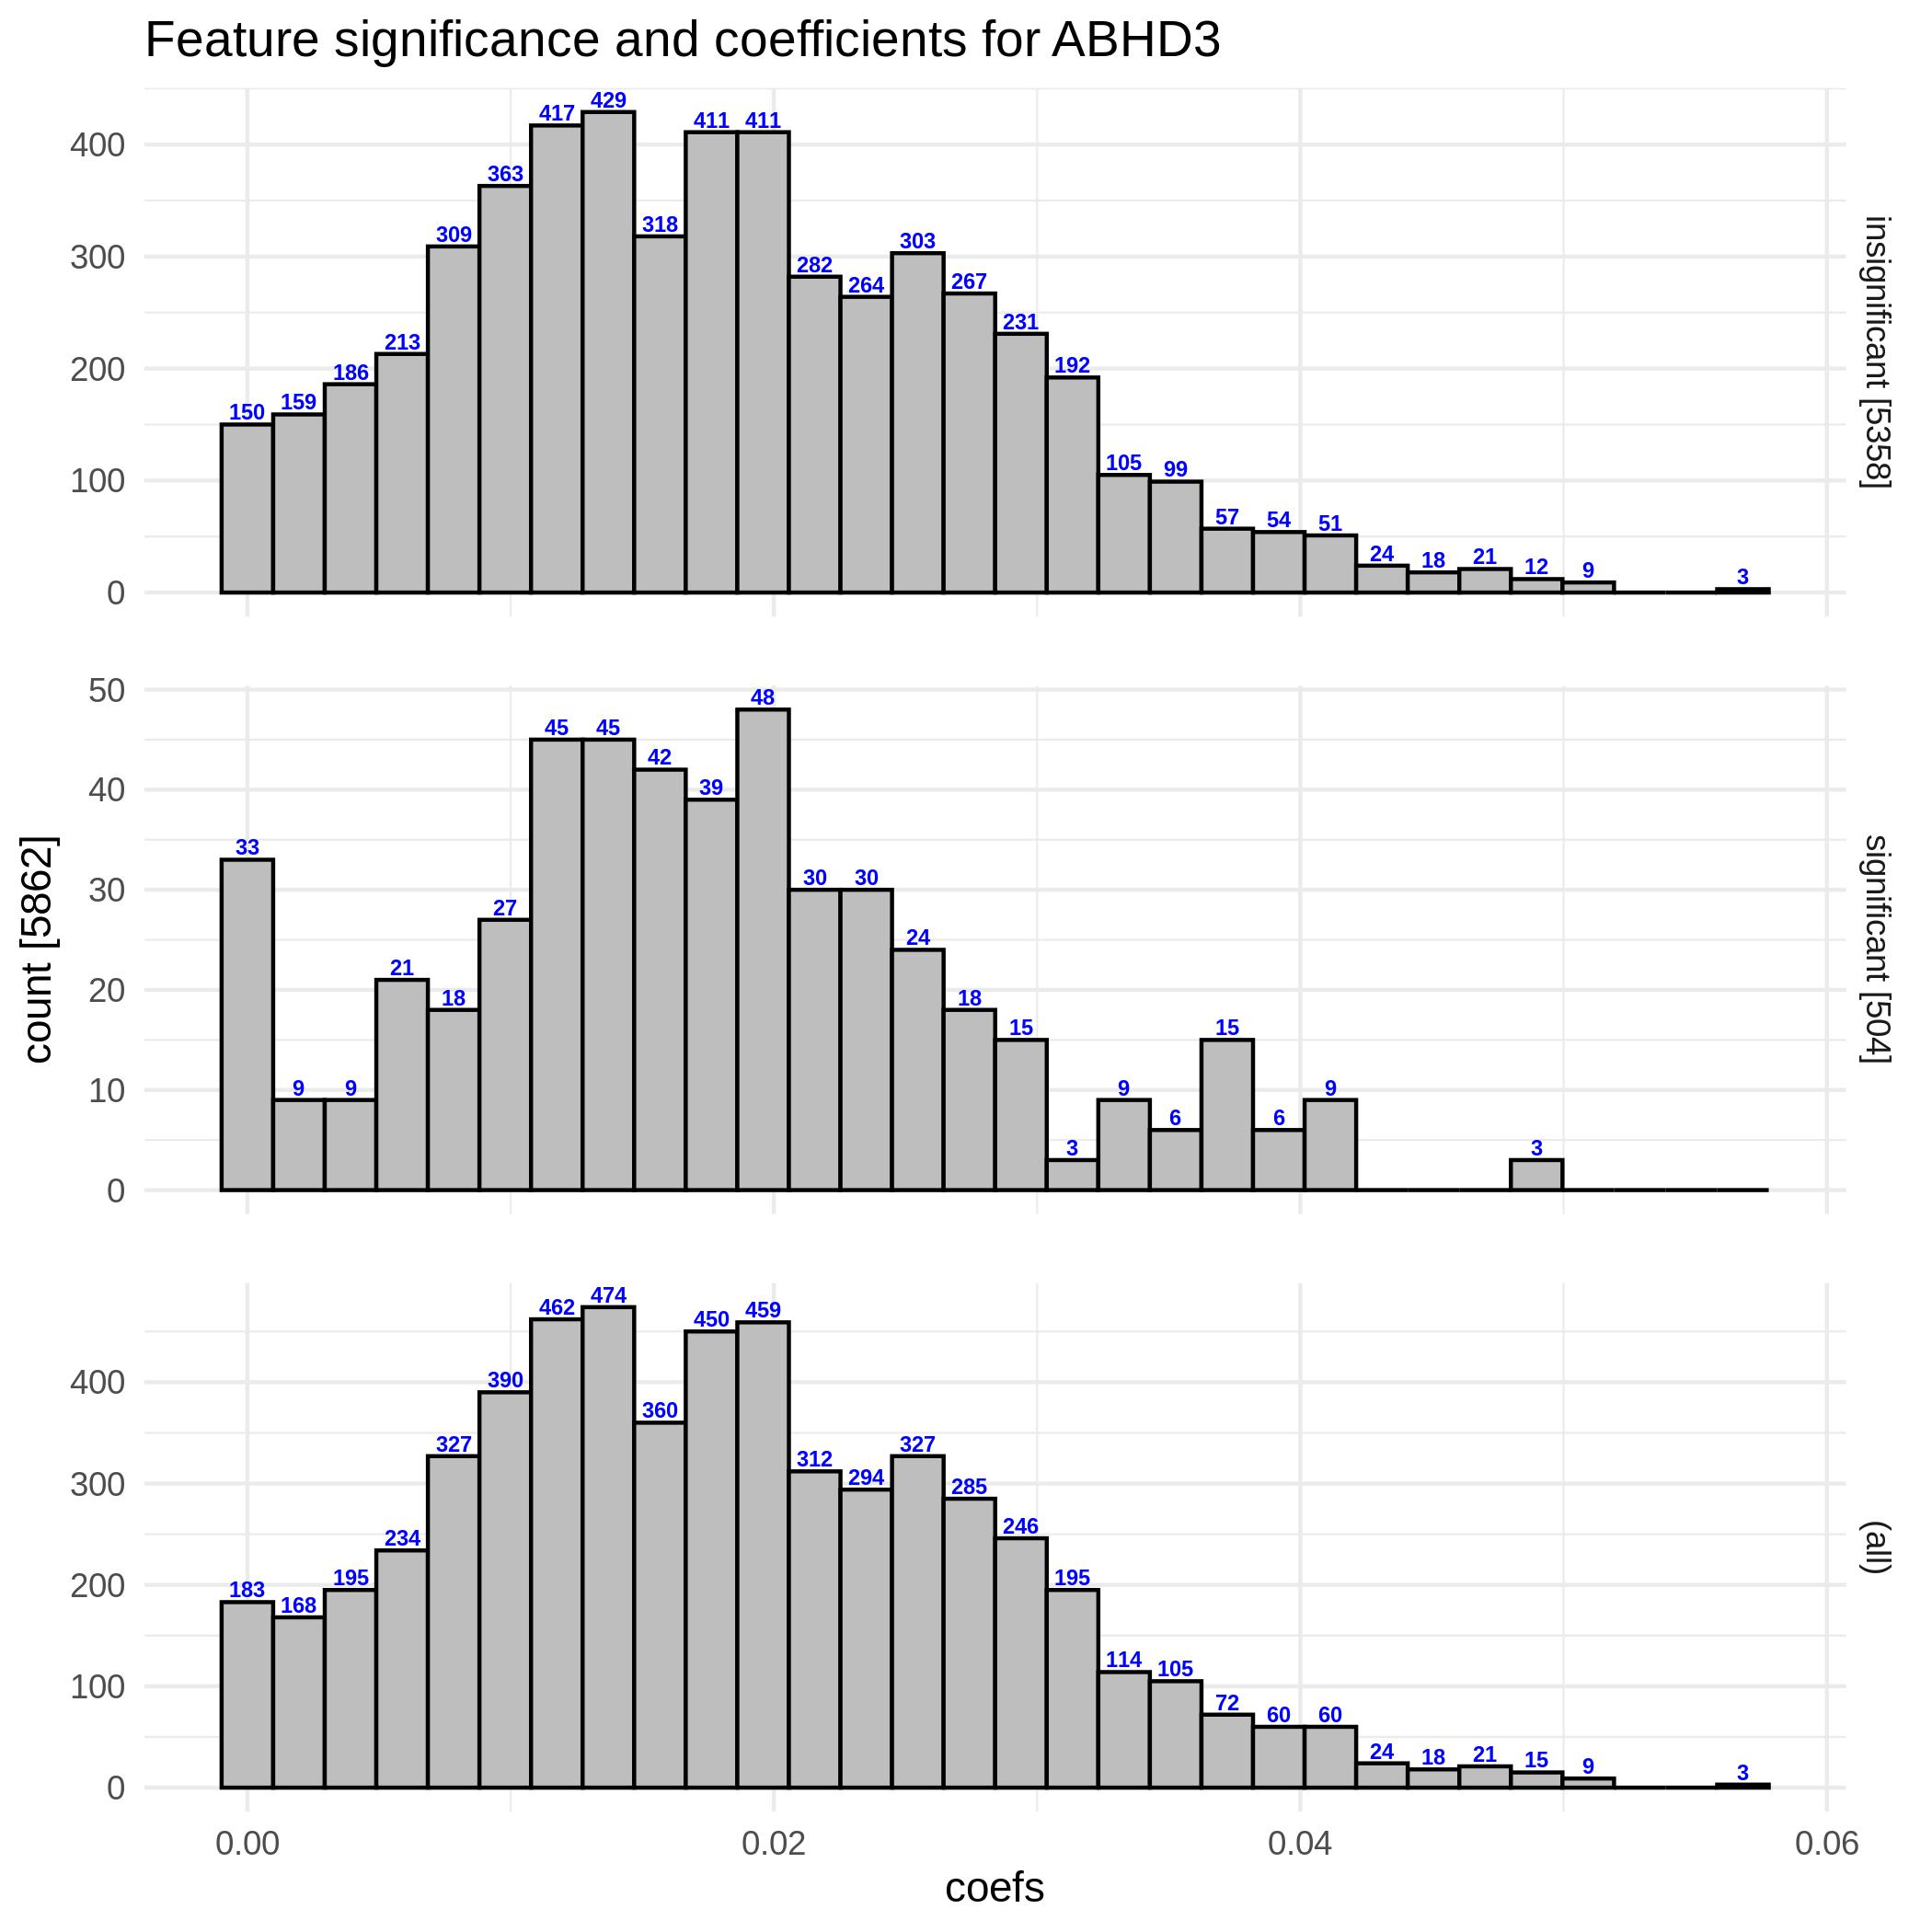 Feature significance and coefficients for ABHD3
count [5862]
400
300
200
100
0
150 159 186 213 309 363 417 429 318 411 411 282 264 303 267 231 192 105 99 57 54 51 24 18 21 12 9 3
insignificant [5358]
50
40
30
20
10
0
33 9 9 21 18 27 45 45 42 39 48 30 30 24 18 15 3 9 6 15 6 9 3
significant [504]
400
300
200
100
0
183 168 195 234 327 390 462 474 360 450 459 312 294 327 285 246 195 114 105 72 60 60 24 18 21 15 9 3
(all)
0.00 0.02 0.04 0.06
coefs